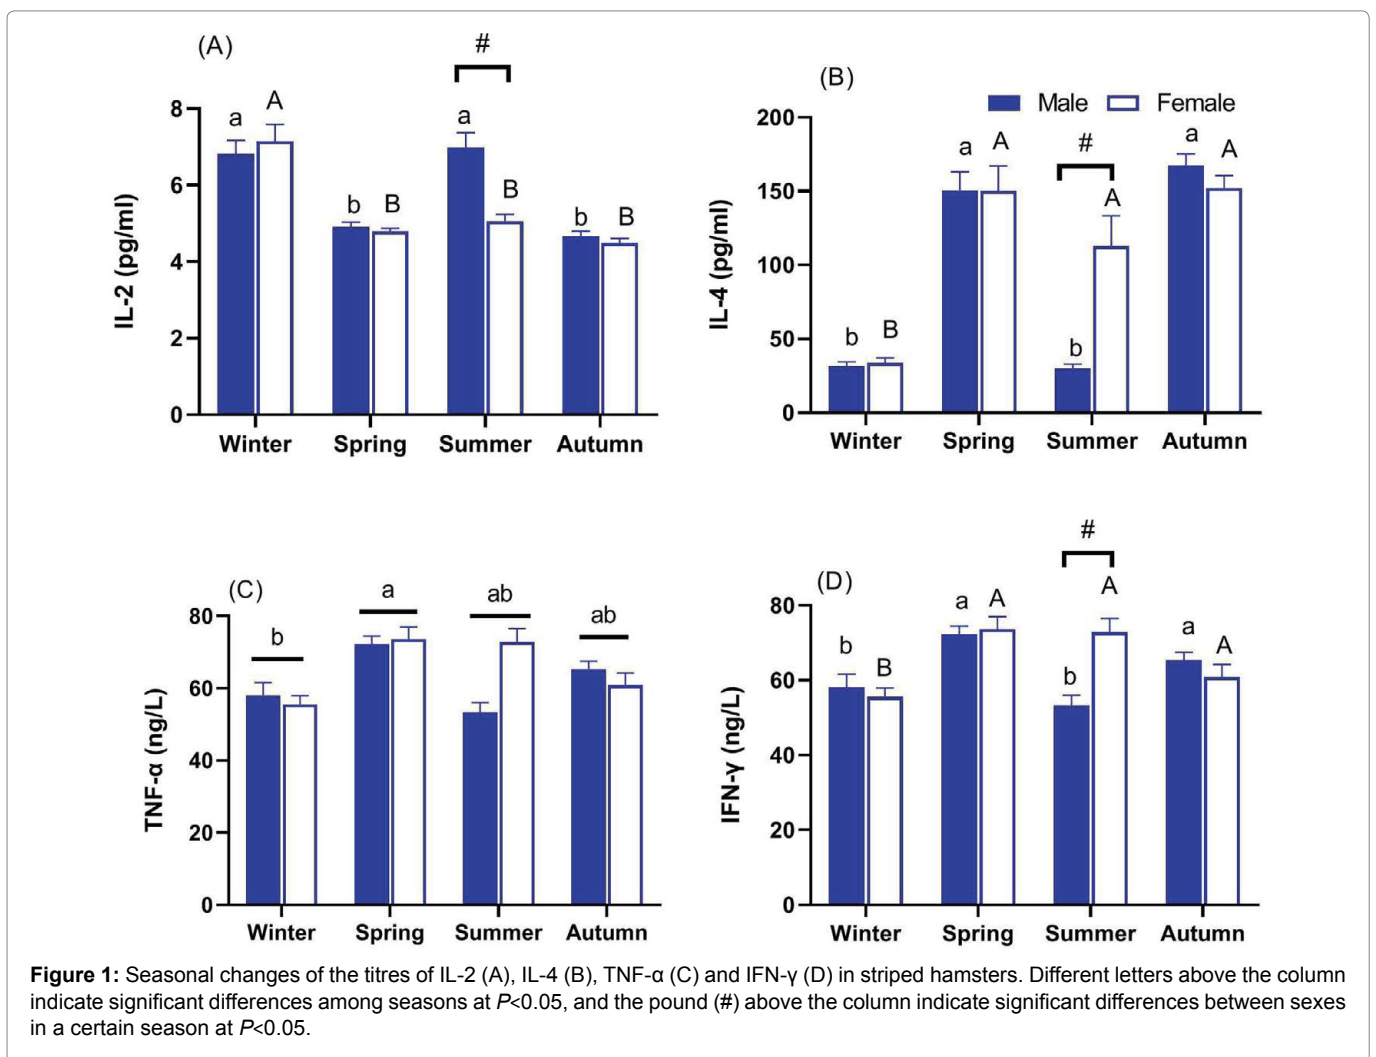 (A)
#
8
6
4
2
0
IL-2 (pg/ml)
a A
b B
a B
b B
Winter Spring Summer Autumn
(B)
Male Female
200
150
100
50
0
IL-4 (pg/ml)
b B
a A
#
b A
a A
Winter Spring Summer Autumn
(C)
80
60
40
20
0
TNF-α (ng/L)
b
a
ab
ab
Winter Spring Summer Autumn
(D)
#
80
60
40
20
0
IFN-γ (ng/L)
b B
a A
b A
a A
Winter Spring Summer Autumn
Figure 1: Seasonal changes of the titres of IL-2 (A), IL-4 (B), TNF-α (C) and IFN-γ (D) in striped hamsters. Different letters above the column
indicate significant differences among seasons at P<0.05, and the pound (#) above the column indicate significant differences between sexes
in a certain season at P<0.05.